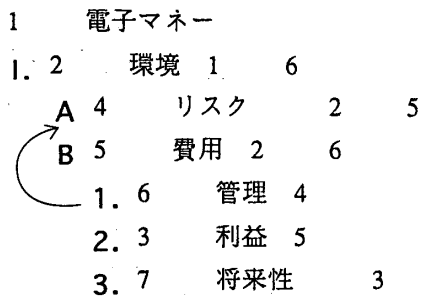 1 電子マネー
I. 2 環境 1 6
A 4 リスク 2 5
B 5 費用 2 6
1. 6 管理 4
2. 3 利益 5
3. 7 将来性 3